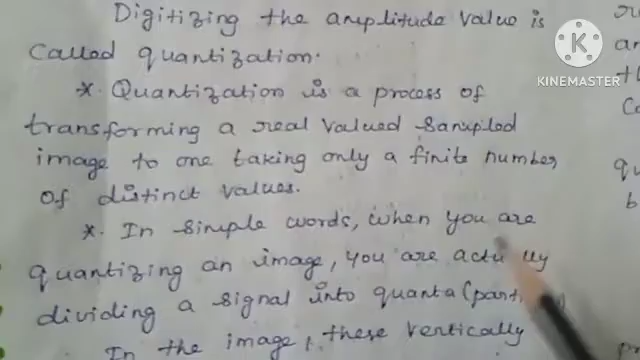 Digitizing the amplitude value is
called quantization.
* Quantization is a process of
transforming a real valued sampled
image to one taking only a finite number
of distinct values.
* In simple words, when you are
quantizing an image, you are actually
dividing a signal into quanta (part
In the image, these vertically
KINEMASTER